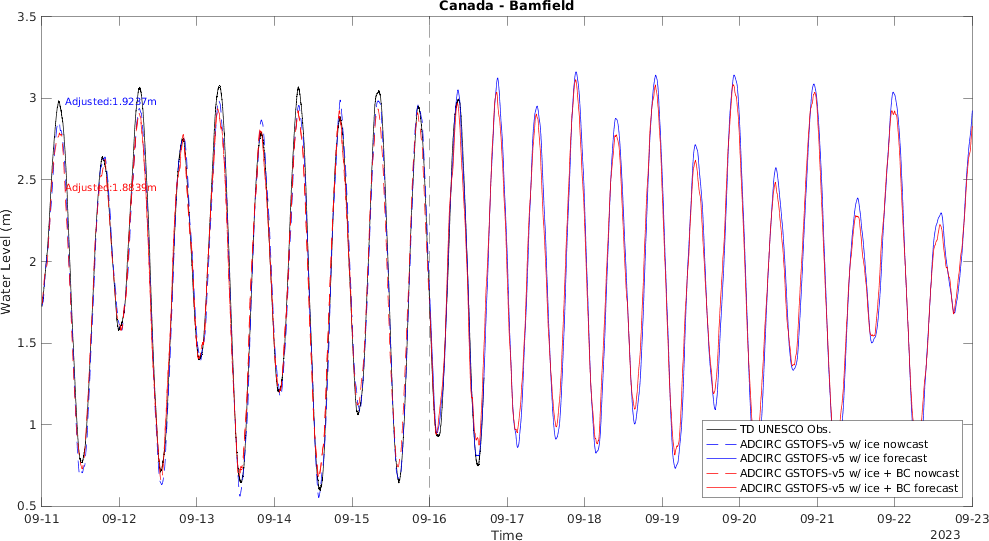 Canada - Bamfield
3.5
3
2.5
2
1.5
1
0.5
Water Level (m)
Adjusted:1.9237m
Adjusted:1.8839m
TD UNESCO Obs.
ADCIRC GSTOFS-v5 w/ ice nowcast
ADCIRC GSTOFS-v5 w/ ice forecast
ADCIRC GSTOFS-v5 w/ ice + BC nowcast
ADCIRC GSTOFS-v5 w/ ice + BC forecast
09-11 09-12 09-13 09-14 09-15 09-16 09-17 09-18 09-19 09-20 09-21 09-22 09-23
Time
2023